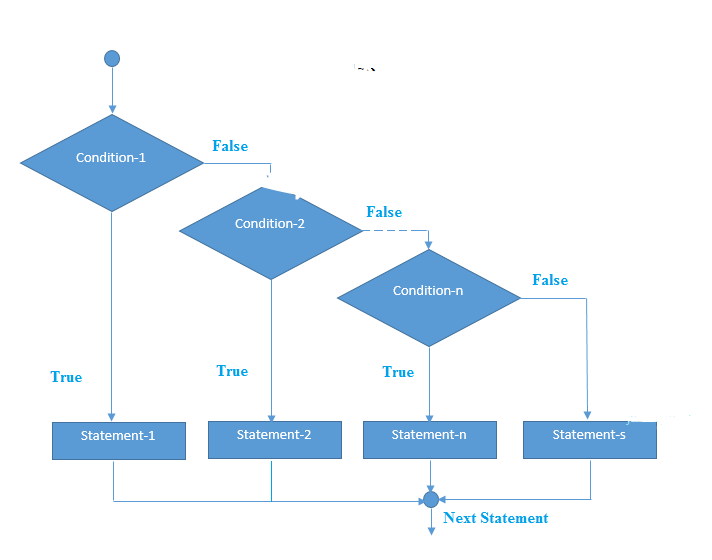 False
Condition-1
False
Condition-2
False
Condition-n
True
True
True
Statement-1
Statement-2
Statement-n
Statement-s
Next Statement